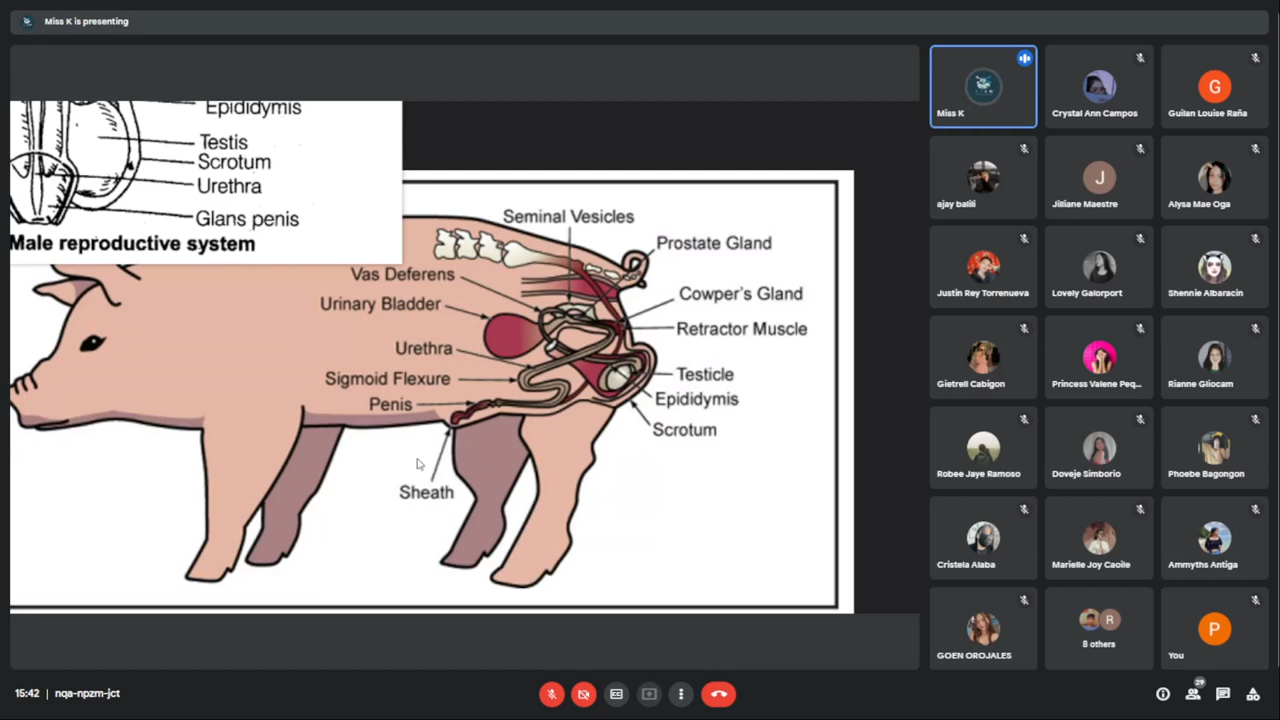 Miss K is presenting
Epididymis
Testis
Scrotum
Urethra
Glans penis
Male reproductive system
Seminal Vesicles
Prostate Gland
Vas Deferens
Cowper's Gland
Urinary Bladder
Retractor Muscle
Urethra
Testicle
Sigmoid Flexure
Epididymis
Penis
Scrotum
Sheath
Miss K
Crystal Ann Campos
G
Guilan Louise Raña
ajay balili
J
Jilliane Maestre
Alysa Mae Oga
Justin Rey Torrenueva
Lovely Galorport
Shennie Albaracin
Gietrell Cabigon
Princess Valene Peq...
Rianne Gliocam
Robee Jaye Ramoso
Doveje Simborio
Phoebe Bagongon
Cristela Alaba
Marielle Joy Caoile
Ammyths Antiga
GOEN OROJALES
R
8 others
P
You
15:42 | nqa-npzm-jct
29